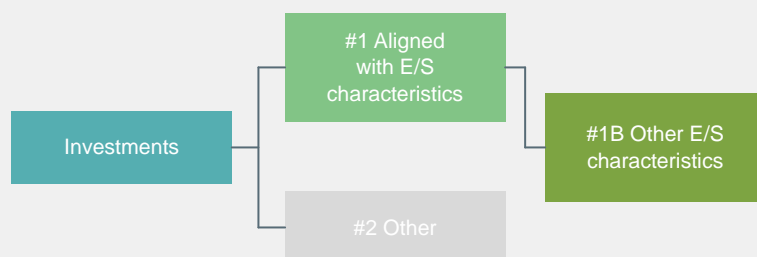 #1 Aligned
with E/S
characteristics
Investments
#1B Other E/S
characteristics
#2 Other